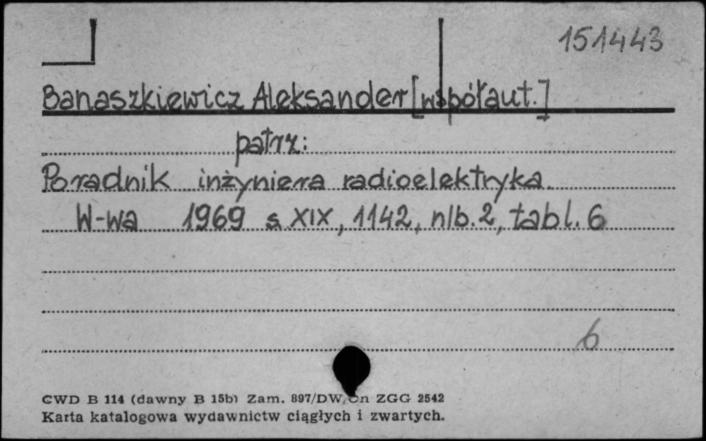 151443
Banaszkiewicz Aleksander [współaut.]
patrz:
Poradnik inżyniera radioelektryka
W-wa 1969 s XIX, 1142, nlb. 2, tabl. 6
6
CWD B 114 (dawny B 15b) Zam. 897/DW/Cn ZGG 2542
Karta katalogowa wydawnictw ciągłych i zwartych.